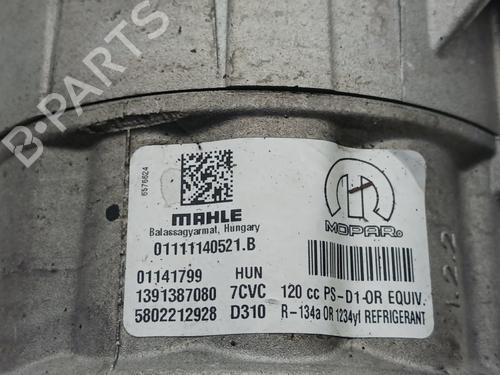 B-PARTS
6576624
MAHLE
Balassagyarmat, Hungary
01111140521.B
MOPAR®
01141799 HUN
1391387080 7CVC 120 cc PS-D1 OR EQUIV.
5802212928 D310 R-134a OR 1234yf REFRIGERANT
1.2.2